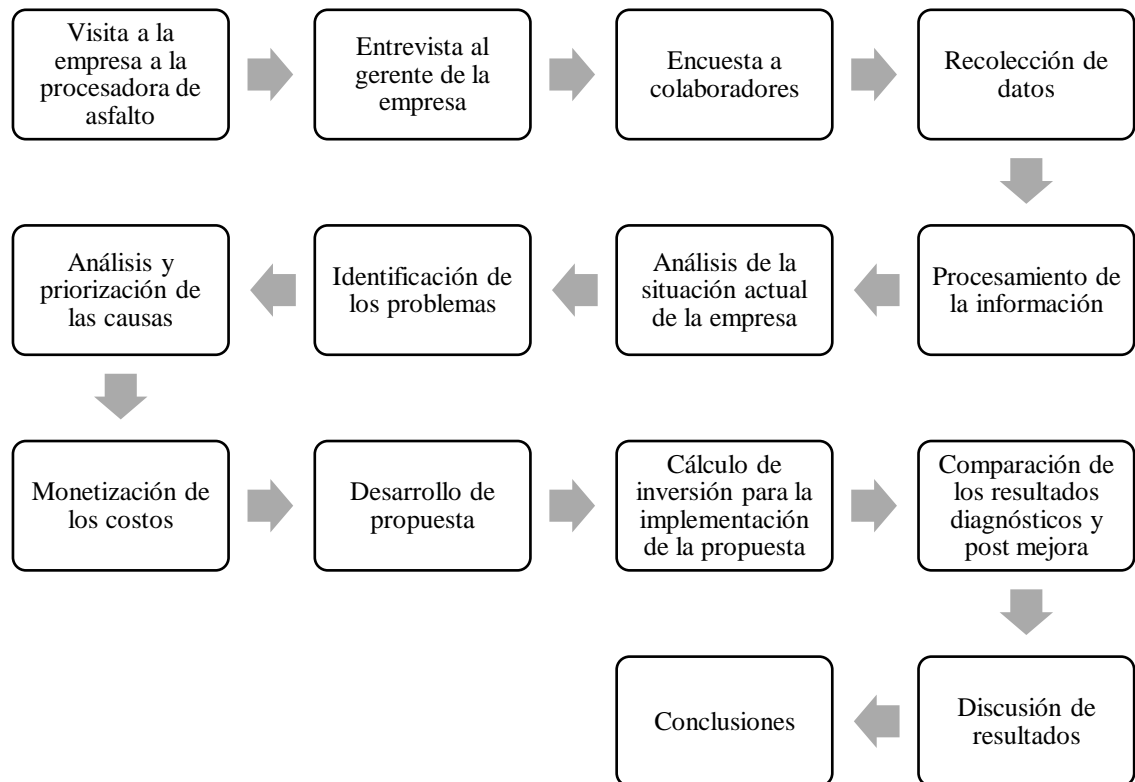 Visita a la
empresa a la
procesadora de
asfalto
Entrevista al
gerente de la
empresa
Encuesta a
colaboradores
Recolección de
datos
Procesamiento de
la información
Análisis de la
situación actual
de la empresa
Identificación de
los problemas
Análisis y
priorización de
las causas
Monetización de
los costos
Desarrollo de
propuesta
Cálculo de
inversión para la
implementación
de la propuesta
Comparación de
los resultados
diagnósticos y
post mejora
Discusión de
resultados
Conclusiones